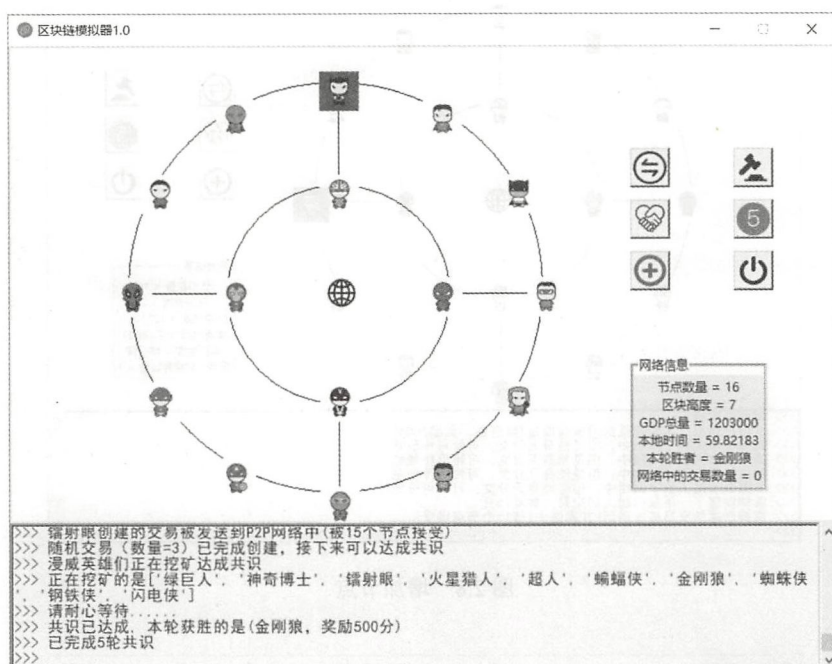 区块链模拟器1.0
5
网络信息
节点数量 = 16
区块高度 = 7
GDP总量 = 1203000
本地时间 = 59.82183
本轮胜者 = 金刚狼
网络中的交易数量 = 0
>>> 镭射眼创建的交易被发送到P2P网络中(被15个节点接受)
>>> 随机交易（数量=3）已完成创建，接下来可以达成共识
>>> 漫威英雄们正在挖矿达成共识
>>> 正在挖矿的是['绿巨人', '神奇博士', '镭射眼', '火星猎人', '超人', '蝙蝠侠', '金刚狼', '蜘蛛侠
', '钢铁侠', '闪电侠']
>>> 请耐心等待......
>>> 共识已达成, 本轮获胜的是(金刚狼, 奖励500分)
>>> 已完成5轮共识
>>>